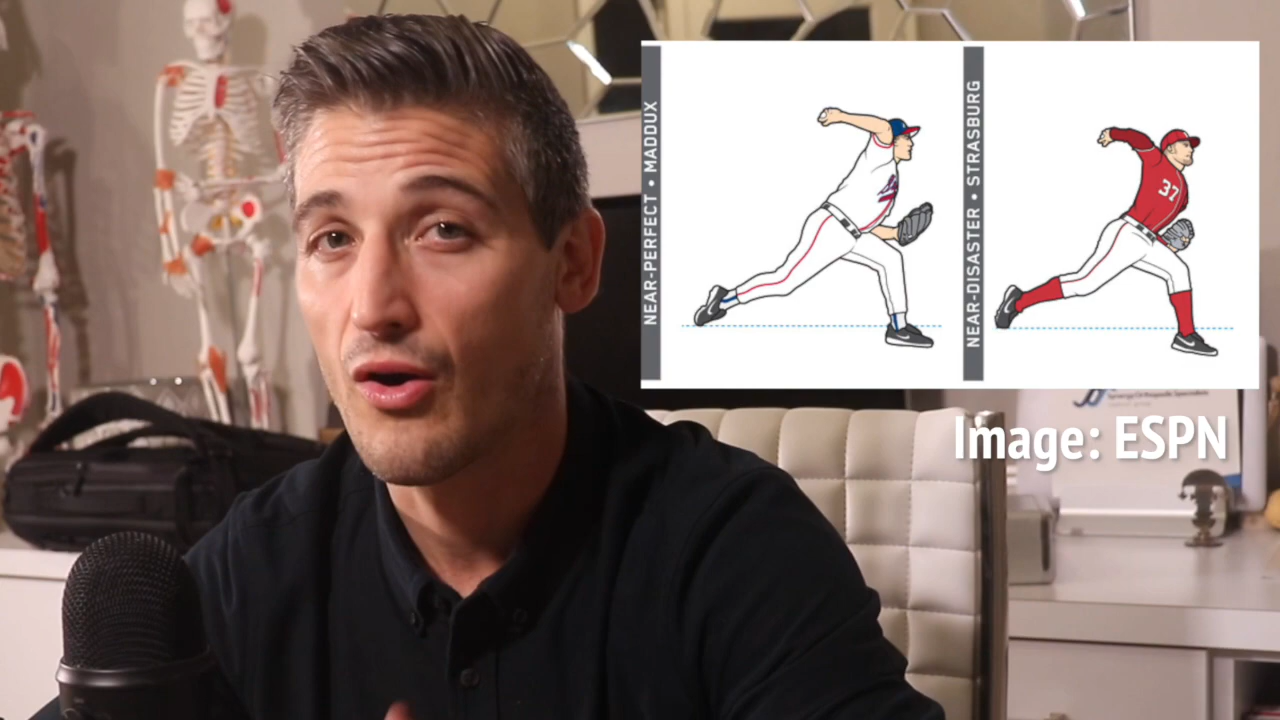 NEAR-PERFECT • MADDUX
NEAR-DISASTER • STRASBURG
37
Image: ESPN